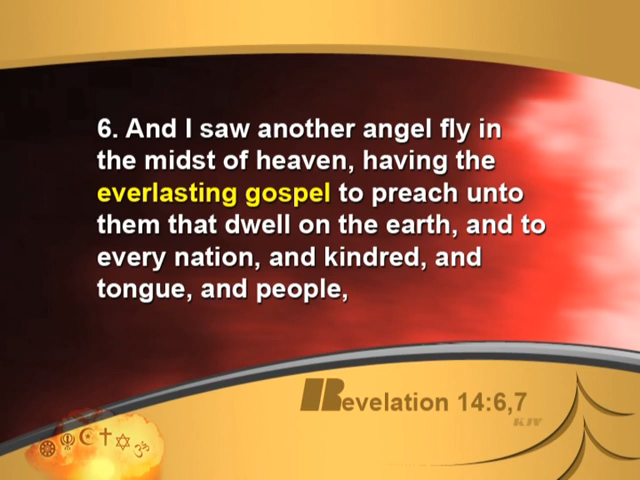 6. And I saw another angel fly in
the midst of heaven, having the
everlasting gospel to preach unto
them that dwell on the earth, and to
every nation, and kindred, and
tongue, and people,
Revelation 14:6,7
KJV